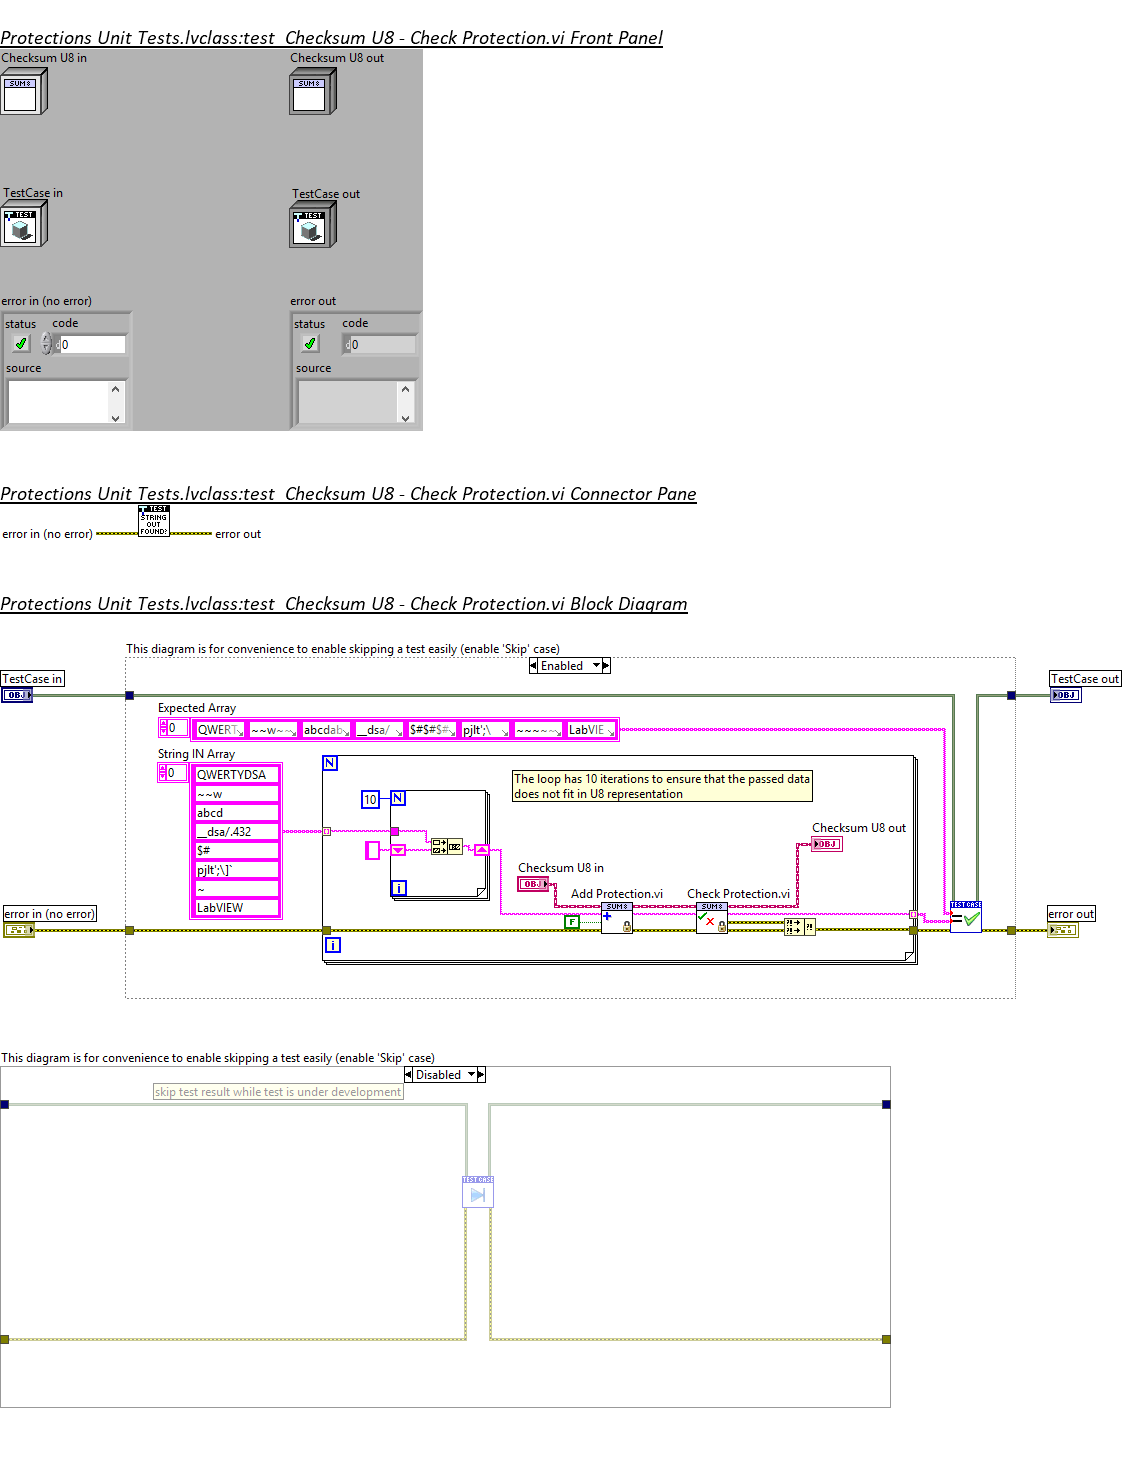 Protections Unit Tests.lvclass:test_Checksum U8 - Check Protection.vi Front Panel
Checksum U8 in
Checksum U8 out
SUM8
SUM8
TestCase in
TestCase out
TEST
TEST
error in (no error)
error out
status
code
status
code
d
0
d
0
source
source
Protections Unit Tests.lvclass:test_Checksum U8 - Check Protection.vi Connector Pane
TEST
STRING
OUT
FOUND?
error in (no error)
error out
Protections Unit Tests.lvclass:test_Checksum U8 - Check Protection.vi Block Diagram
This diagram is for convenience to enable skipping a test easily (enable 'Skip' case)
Enabled
TestCase in
TestCase out
OBJ
OBJ
Expected Array
0
QWERT
~~w~~
abcdab
__dsa/
$#$#$#
pjlt';\
~~~~~
LabVIE
String IN Array
0
QWERTYDSA
~~w
abcd
__dsa/.432
$#
pjlt';\]`
~
LabVIEW
N
The loop has 10 iterations to ensure that the passed data
does not fit in U8 representation
10
N
i
Checksum U8 out
OBJ
Checksum U8 in
OBJ
Add Protection.vi
Check Protection.vi
SUM8
SUM8
F
TEST CASE
error in (no error)
error out
i
This diagram is for convenience to enable skipping a test easily (enable 'Skip' case)
Disabled
skip test result while test is under development
TEST CASE